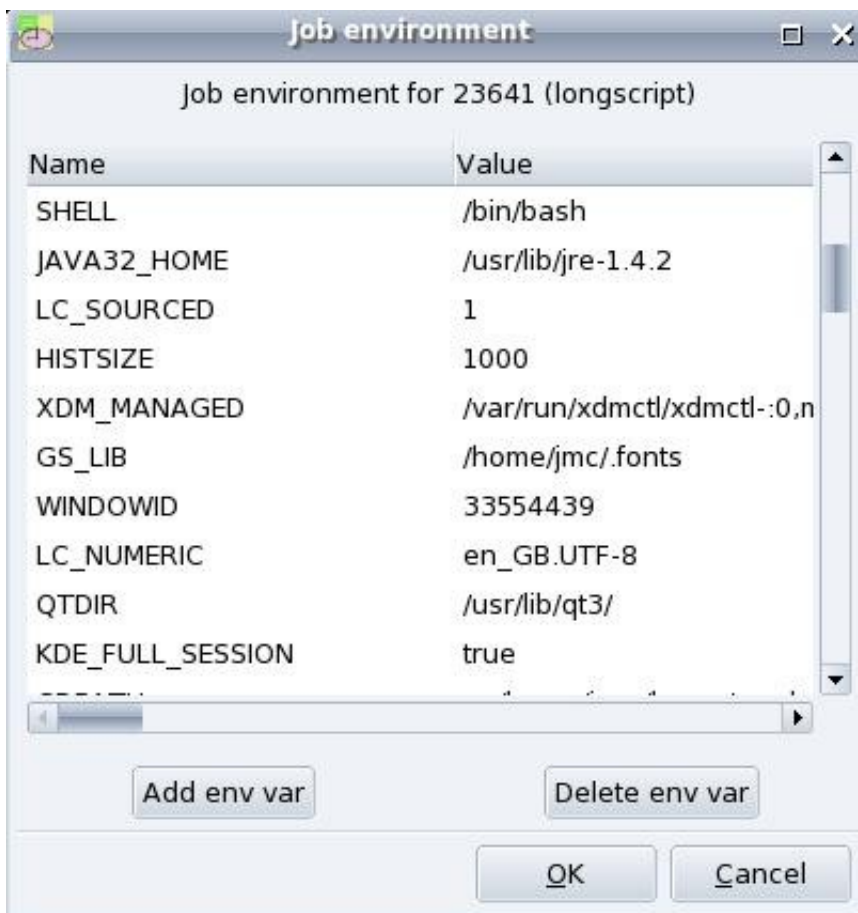 Job environment
Job environment for 23641 (longscript)
Name Value
SHELL /bin/bash
JAVA32_HOME /usr/lib/jre-1.4.2
LC_SOURCED 1
HISTSIZE 1000
XDM_MANAGED /var/run/xdmctl/xdmctl-:0,m
GS_LIB /home/jmc/.fonts
WINDOWID 33554439
LC_NUMERIC en_GB.UTF-8
QTDIR /usr/lib/qt3/
KDE_FULL_SESSION true
Add env var Delete env var
OK Cancel